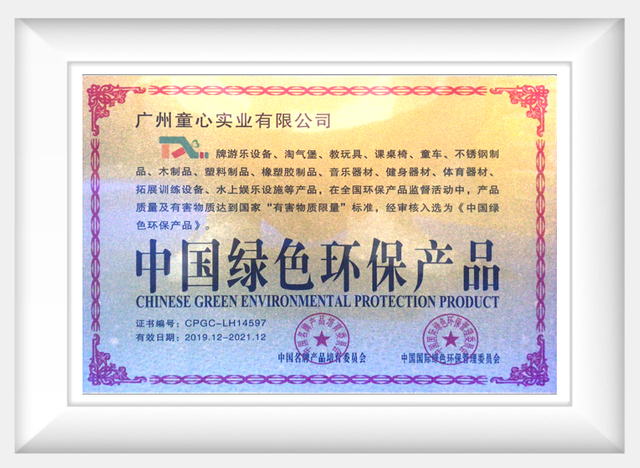 广州童心实业有限公司
TX 牌游乐设备、淘气堡、教玩具、课桌椅、童车、不锈钢制
品、木制品、塑料制品、橡塑胶制品、音乐器材、健身器材、体育器材、
拓展训练设备、水上娱乐设施等产品，在全国环保产品监督活动中，产品
质量及有害物质达到国家“有害物质限量”标准，经审核入选为《中国绿
色环保产品》。
中国绿色环保产品
CHINESE GREEN ENVIRONMENTAL PROTECTION PRODUCT
证书编号：CPGC-LH14597
有效日期：2019.12-2021.12
中国名牌产品培育委员会
中国国际绿色环保管理委员会